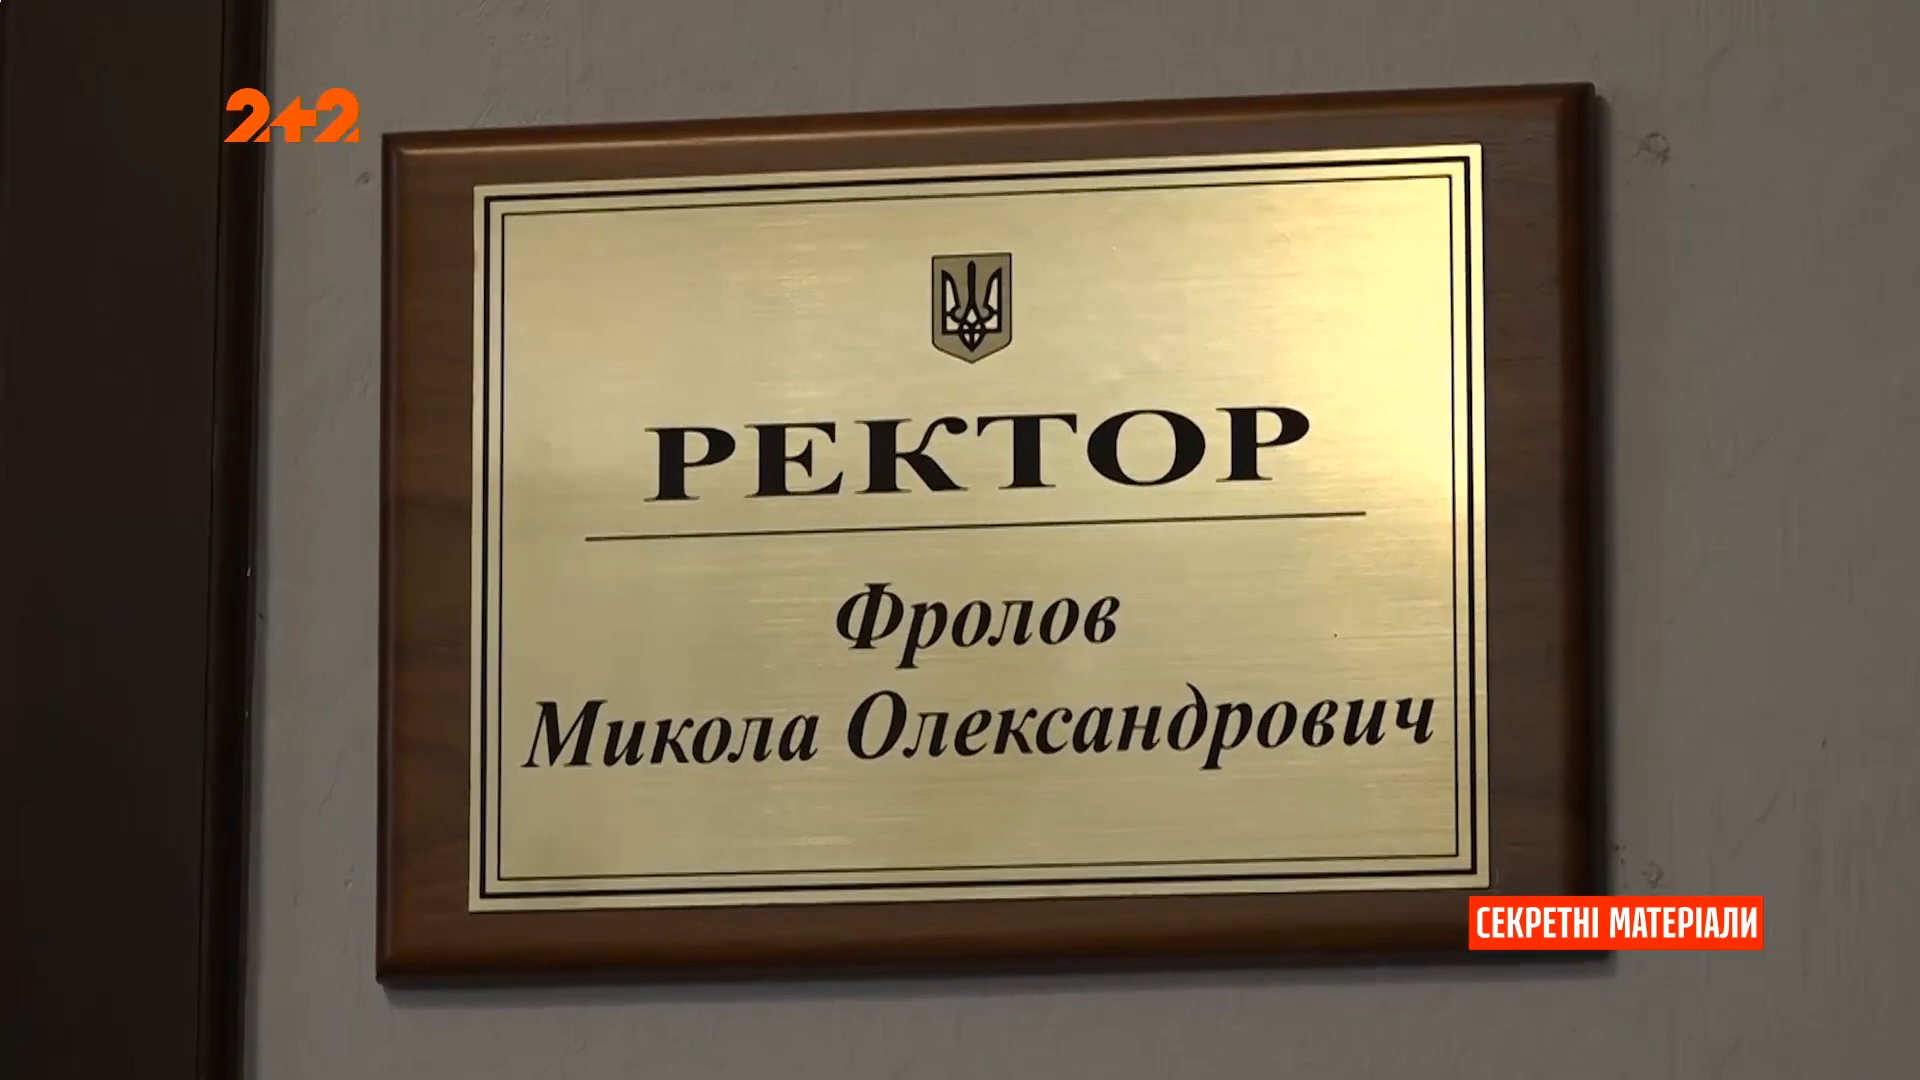 2+2
РЕКТОР
Фролов
Микола Олександрович
СЕКРЕТНІ МАТЕРІАЛИ